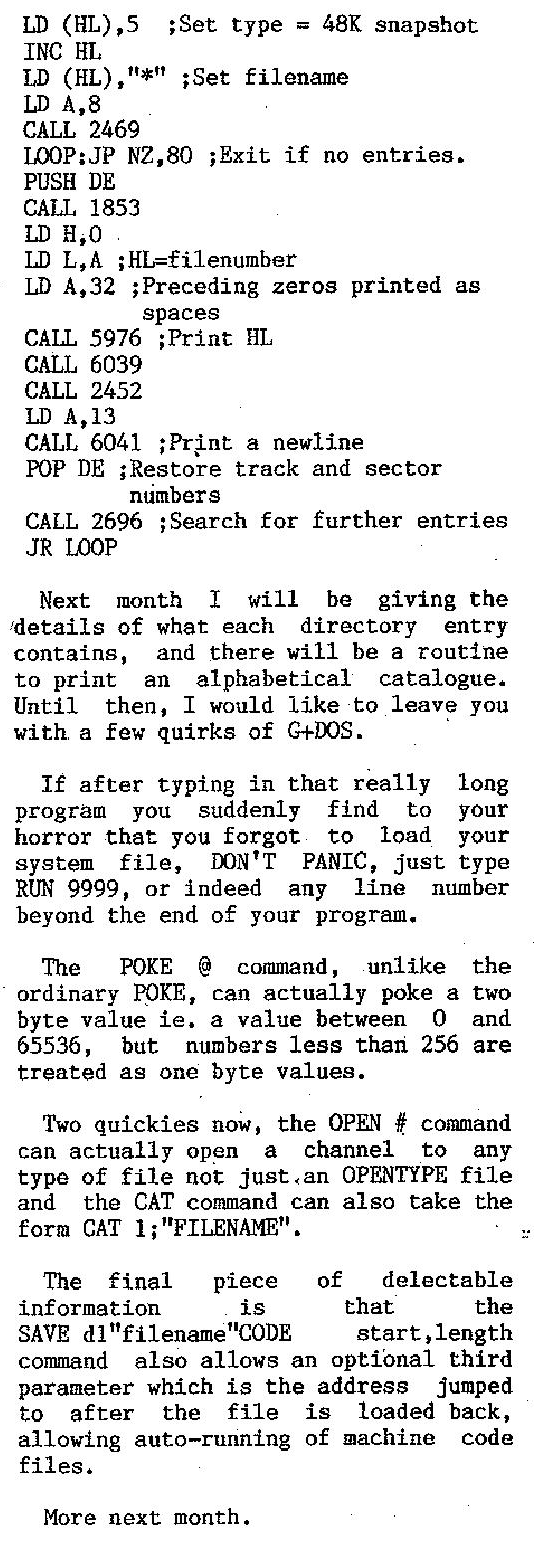 LD (HL),5  ;Set type = 48K snapshot
INC HL
LD (HL),"*" ;Set filename
LD A,8
CALL 2469
LOOP:JP NZ,80 ;Exit if no entries.
PUSH DE
CALL 1853
LD H,0
LD L,A ;HL=filenumber
LD A,32 ;Preceding zeros printed as
spaces
CALL 5976 ;Print HL
CALL 6039
CALL 2452
LD A,13
CALL 6041 ;Print a newline
POP DE ;Restore track and sector
numbers
CALL 2696 ;Search for further entries
JR LOOP
Next month I will be giving the
details of what each directory entry
contains, and there will be a routine
to print an alphabetical catalogue.
Until then, I would like to leave you
with a few quirks of G+DOS.
If after typing in that really long
program you suddenly find to your
horror that you forgot to load your
system file, DON'T PANIC, just type
RUN 9999, or indeed any line number
beyond the end of your program.
The POKE @ command, unlike the
ordinary POKE, can actually poke a two
byte value ie. a value between 0 and
65536, but numbers less than 256 are
treated as one byte values.
Two quickies now, the OPEN # command
can actually open a channel to any
type of file not just an OPENTYPE file
and the CAT command can also take the
form CAT 1;"FILENAME".
The final piece of delectable
information is that the
SAVE d1"filename"CODE start,length
command also allows an optional third
parameter which is the address jumped
to after the file is loaded back,
allowing auto-running of machine code
files.
More next month.